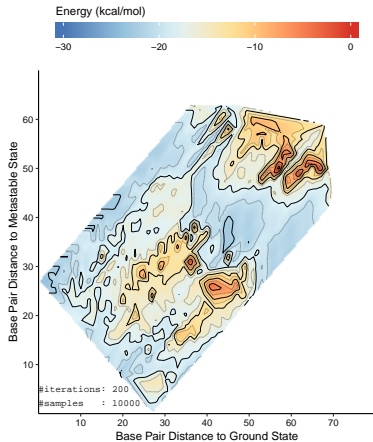 Energy (kcal/mol)
−30 −20 −10 0
Base Pair Distance to Metastable State
60
50
40
30
20
10
#iterations: 200
#samples : 10000
10 20 30 40 50 60 70
Base Pair Distance to Ground State